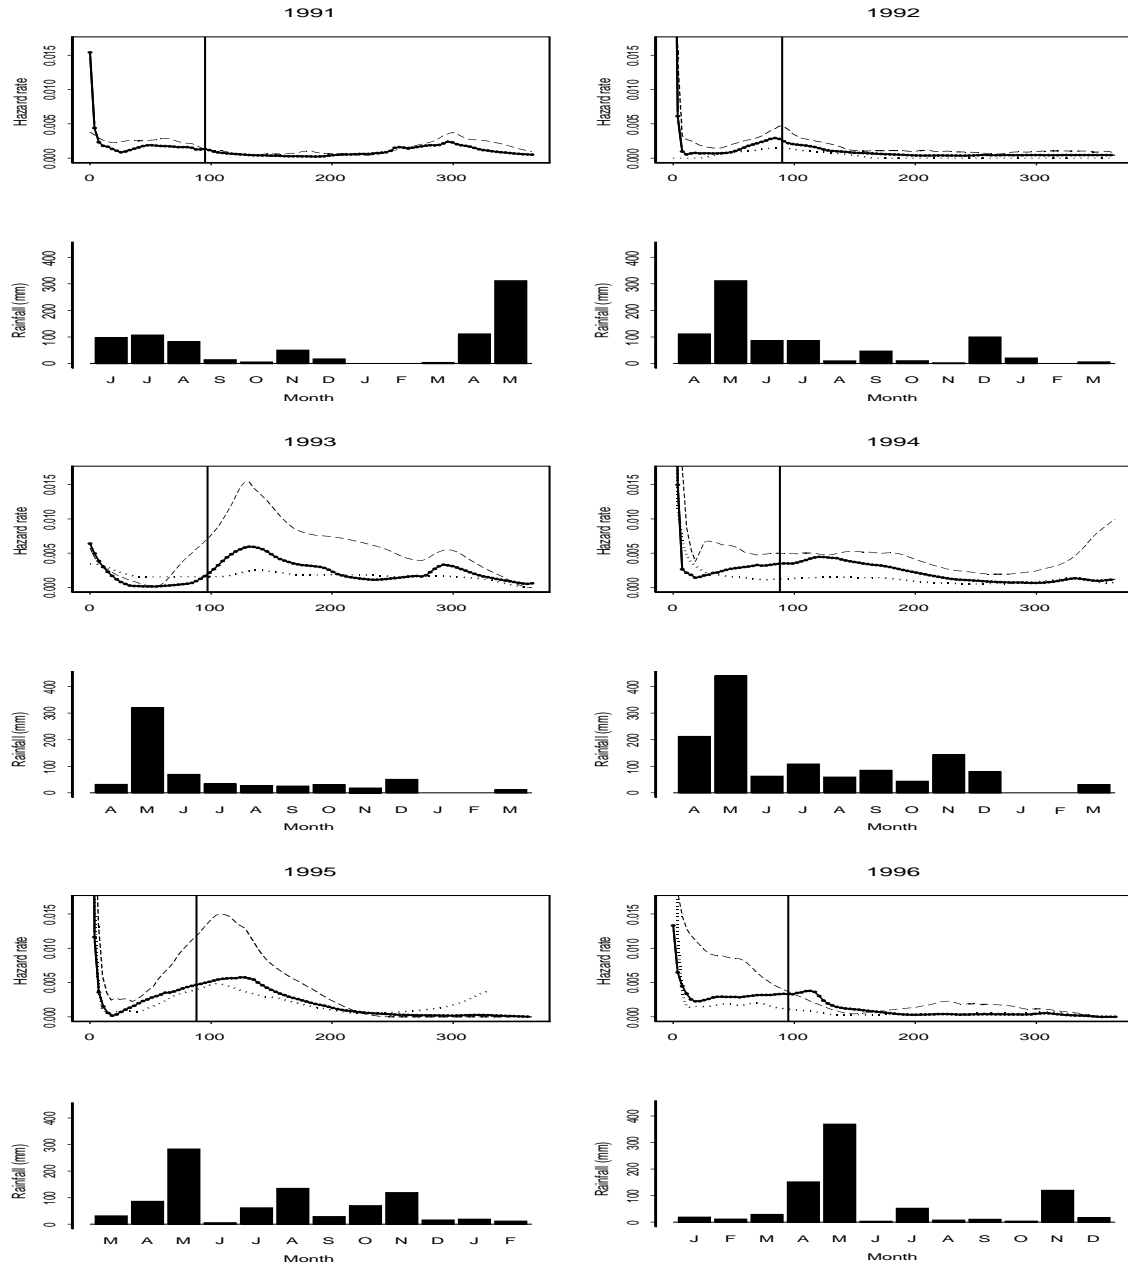 1991
1992
Hazard rate
0.000 0.005 0.010 0.015
0 100 200 300
Hazard rate
0.000 0.005 0.010 0.015
0 100 200 300
Rainfall (mm)
0 100 200 300 400
J J A S O N D J F M A M
Month
Rainfall (mm)
0 100 200 300 400
A M J J A S O N D J F M
Month
1993
1994
Hazard rate
0.000 0.005 0.010 0.015
0 100 200 300
Hazard rate
0.000 0.005 0.010 0.015
0 100 200 300
Rainfall (mm)
0 100 200 300 400
A M J J A S O N D J F M
Month
Rainfall (mm)
0 100 200 300 400
A M J J A S O N D J F M
Month
1995
1996
Hazard rate
0.000 0.005 0.010 0.015
0 100 200 300
Hazard rate
0.000 0.005 0.010 0.015
0 100 200 300
Rainfall (mm)
0 100 200 300 400
M A M J J A S O N D J F
Month
Rainfall (mm)
0 100 200 300 400
J F M A M J J A S O N D
Month